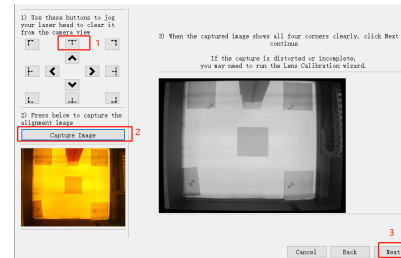 1) Use these buttons to jog
your laser head to clear it
from the camera view
1
2) Press below to capture the
alignment image
Capture Image
2
3) When the captured image shows all four corners clearly, click Next
continue
If the capture is distorted or incomplete,
you may need to run the Lens Calibration wizard.
3
Cancel
Back
Next